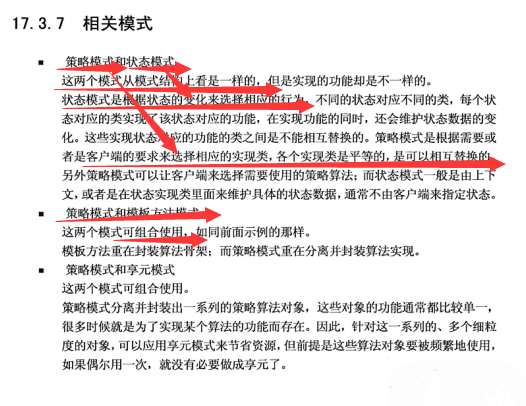 17.3.7 相关模式
■ 策略模式和状态模式
这两个模式从模式结构上看是一样的，但是实现的功能却是不一样的。
状态模式是根据状态的变化来选择相应的行为，不同的状态对应不同的类，每个状
态对应的类实现了该状态对应的功能，在实现功能的同时，还会维护状态数据的变
化。这些实现状态对应的功能的类之间是不能相互替换的。策略模式是根据需要或
者是客户端的要求来选择相应的实现类，各个实现类是平等的，是可以相互替换的。
另外策略模式可以让客户端来选择需要使用的策略算法；而状态模式一般是由上下
文，或者是在状态实现类里面来维护具体的状态数据，通常不由客户端来指定状态。
■ 策略模式和模板方法模式
这两个模式可组合使用，如同前面示例的那样。
模板方法重在封装算法骨架；而策略模式重在分离并封装算法实现。
■ 策略模式和享元模式
这两个模式可组合使用。
策略模式分离并封装出一系列的策略算法对象，这些对象的功能通常都比较单一，
很多时候就是为了实现某个算法的功能而存在。因此，针对这一系列的、多个细粒
度的对象，可以应用享元模式来节省资源，但前提是这些算法对象要被频繁地使用，
如果偶尔用一次，就没有必要做成享元了。